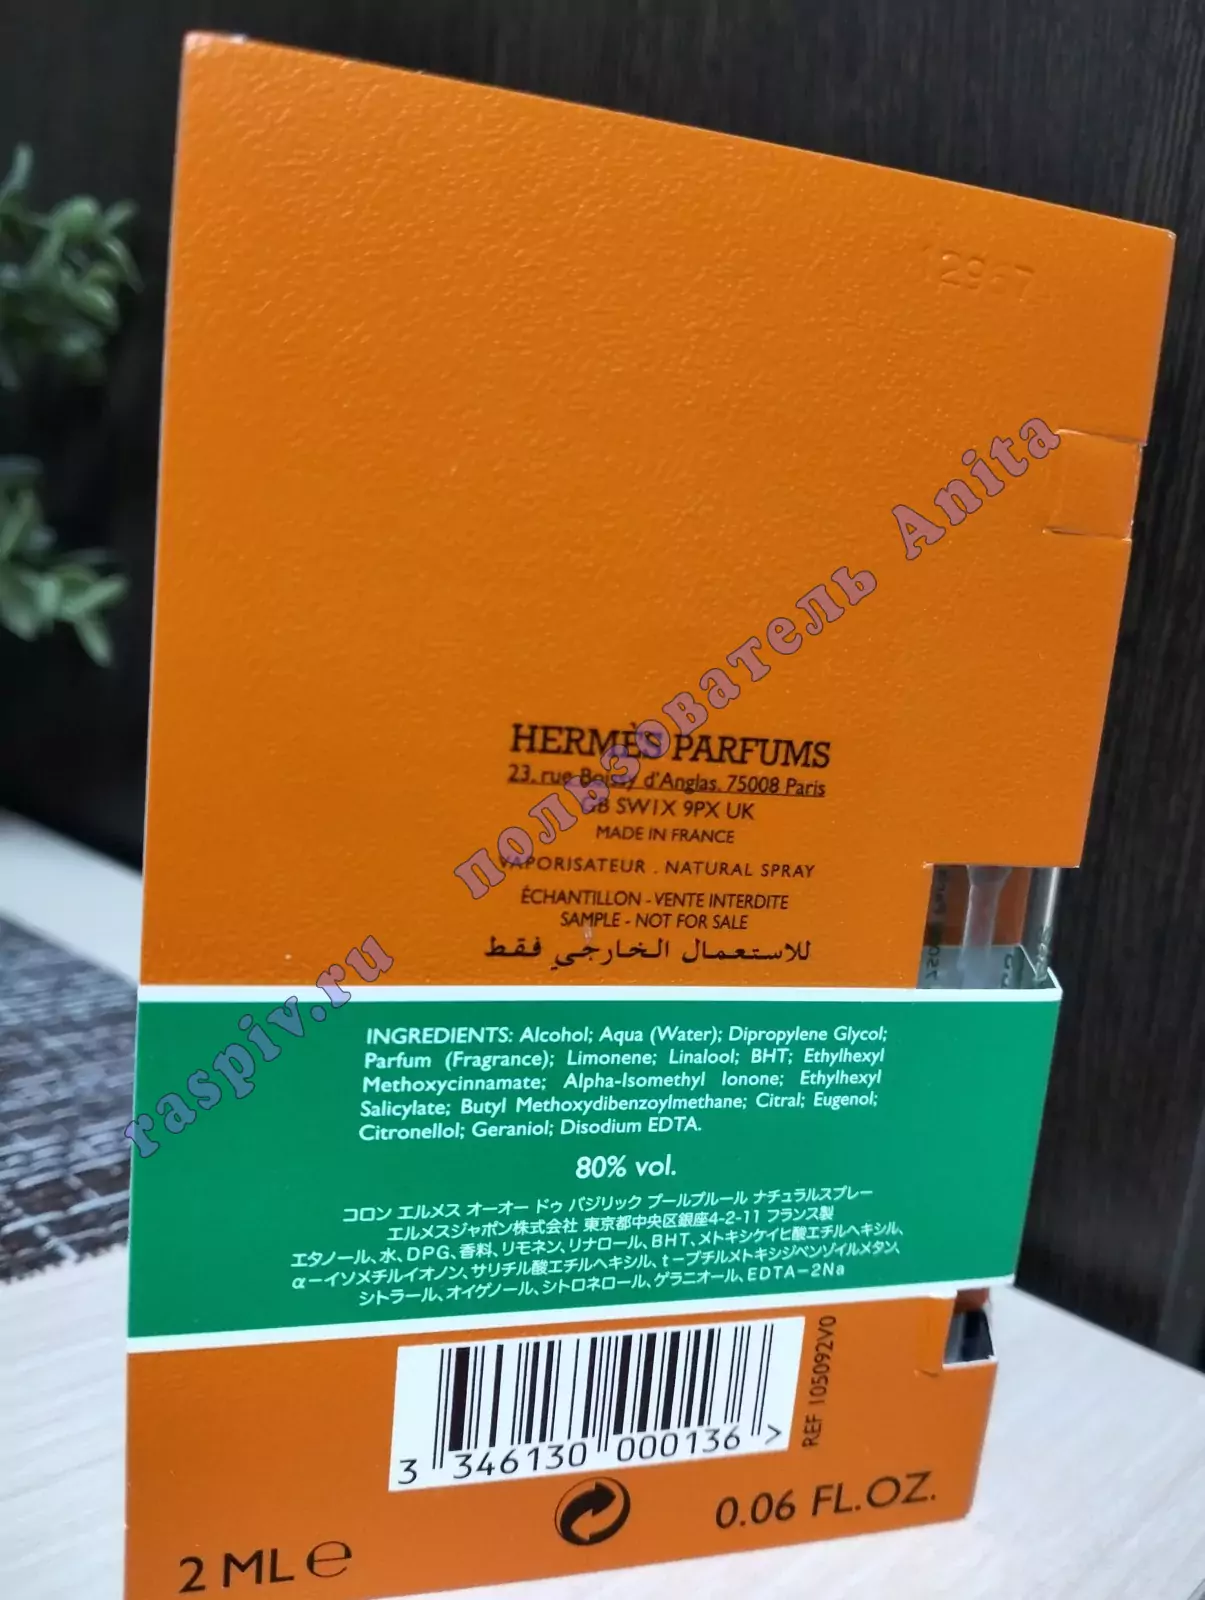 12967
HERMÈS PARFUMS
23, rue Boissy d'Anglas, 75008 Paris
GB SW1X 9PX UK
MADE IN FRANCE
VAPORISATEUR . NATURAL SPRAY
ÉCHANTILLON - VENTE INTERDITE
SAMPLE - NOT FOR SALE
للاستعمال الخارجي فقط
INGREDIENTS: Alcohol; Aqua (Water); Dipropylene Glycol;
Parfum (Fragrance); Limonene; Linalool; BHT; Ethylhexyl
Methoxycinnamate; Alpha-Isomethyl Ionone; Ethylhexyl
Salicylate; Butyl Methoxydibenzoylmethane; Citral; Eugenol;
Citronellol; Geraniol; Disodium EDTA.
80% vol.
コロン エルメス オーオー ドゥ バジリック プールプルール ナチュラルスプレー
エルメスジャポン株式会社 東京都中央区銀座4-2-11 フランス製
エタノール、水、DPG、香料、リモネン、リナロール、BHT、メトキシケイヒ酸エチルヘキシル、
α－イソメチルイオノン、サリチル酸エチルヘキシル、t－ブチルメトキシジベンゾイルメタン、
シトラール、オイゲノール、シトロネロール、ゲラニオール、EDTA－2Na
3 346130 000136 >
REF 105092V0
2 ML e
0.06 FL.OZ.
raspiv.ru пользователь Anita